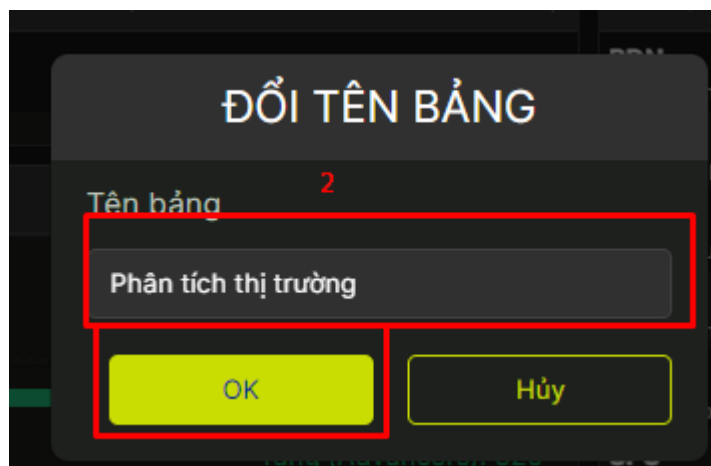 ĐỔI TÊN BẢNG
2
Tên bảng
Phân tích thị trường
OK
Hủy